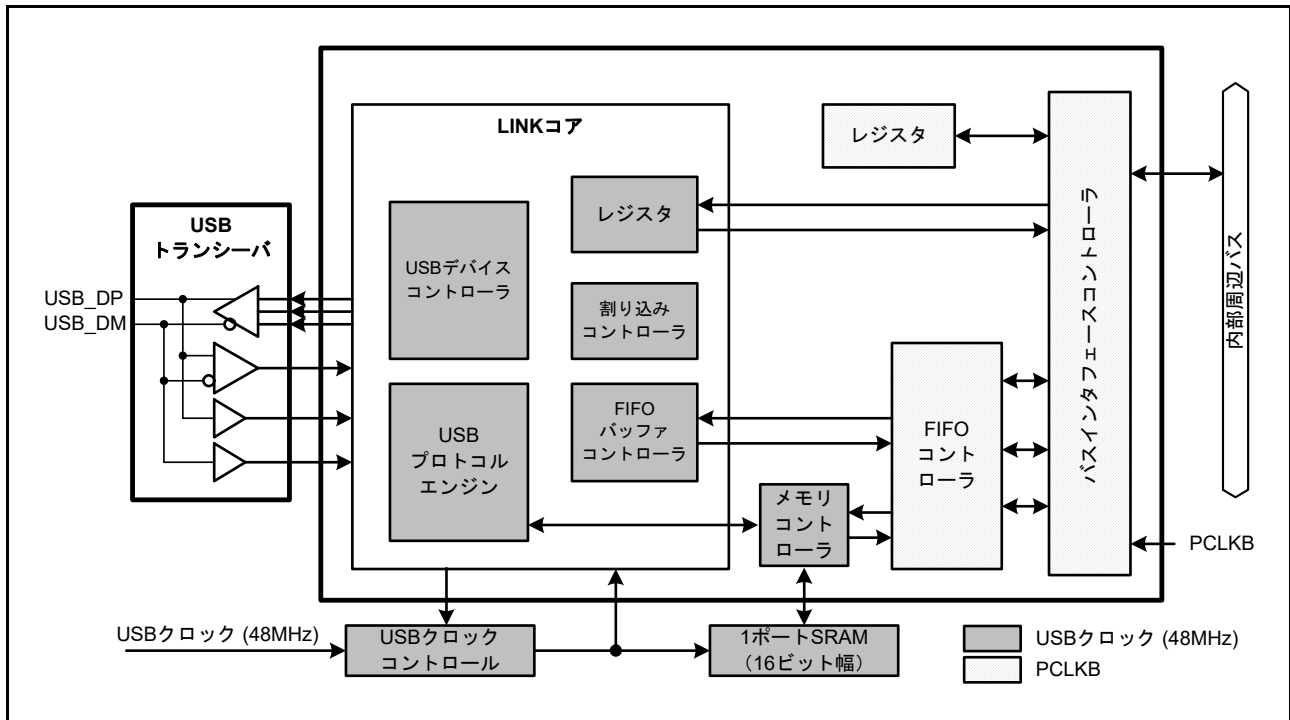 LINKコア
レジスタ
レジスタ
USB
トランシーバ
USBデバイス
コントローラ
USB_DP
USB_DM
割り込み
コントローラ
バスインタフェースコントローラ
内部周辺バス
USB
プロトコル
エンジン
FIFO
バッファ
コントローラ
FIFO
コント
ローラ
メモリ
コント
ローラ
PCLKB
USBクロック (48MHz)
USBクロック
コントロール
1ポートSRAM
（16ビット幅）
USBクロック (48MHz)
PCLKB